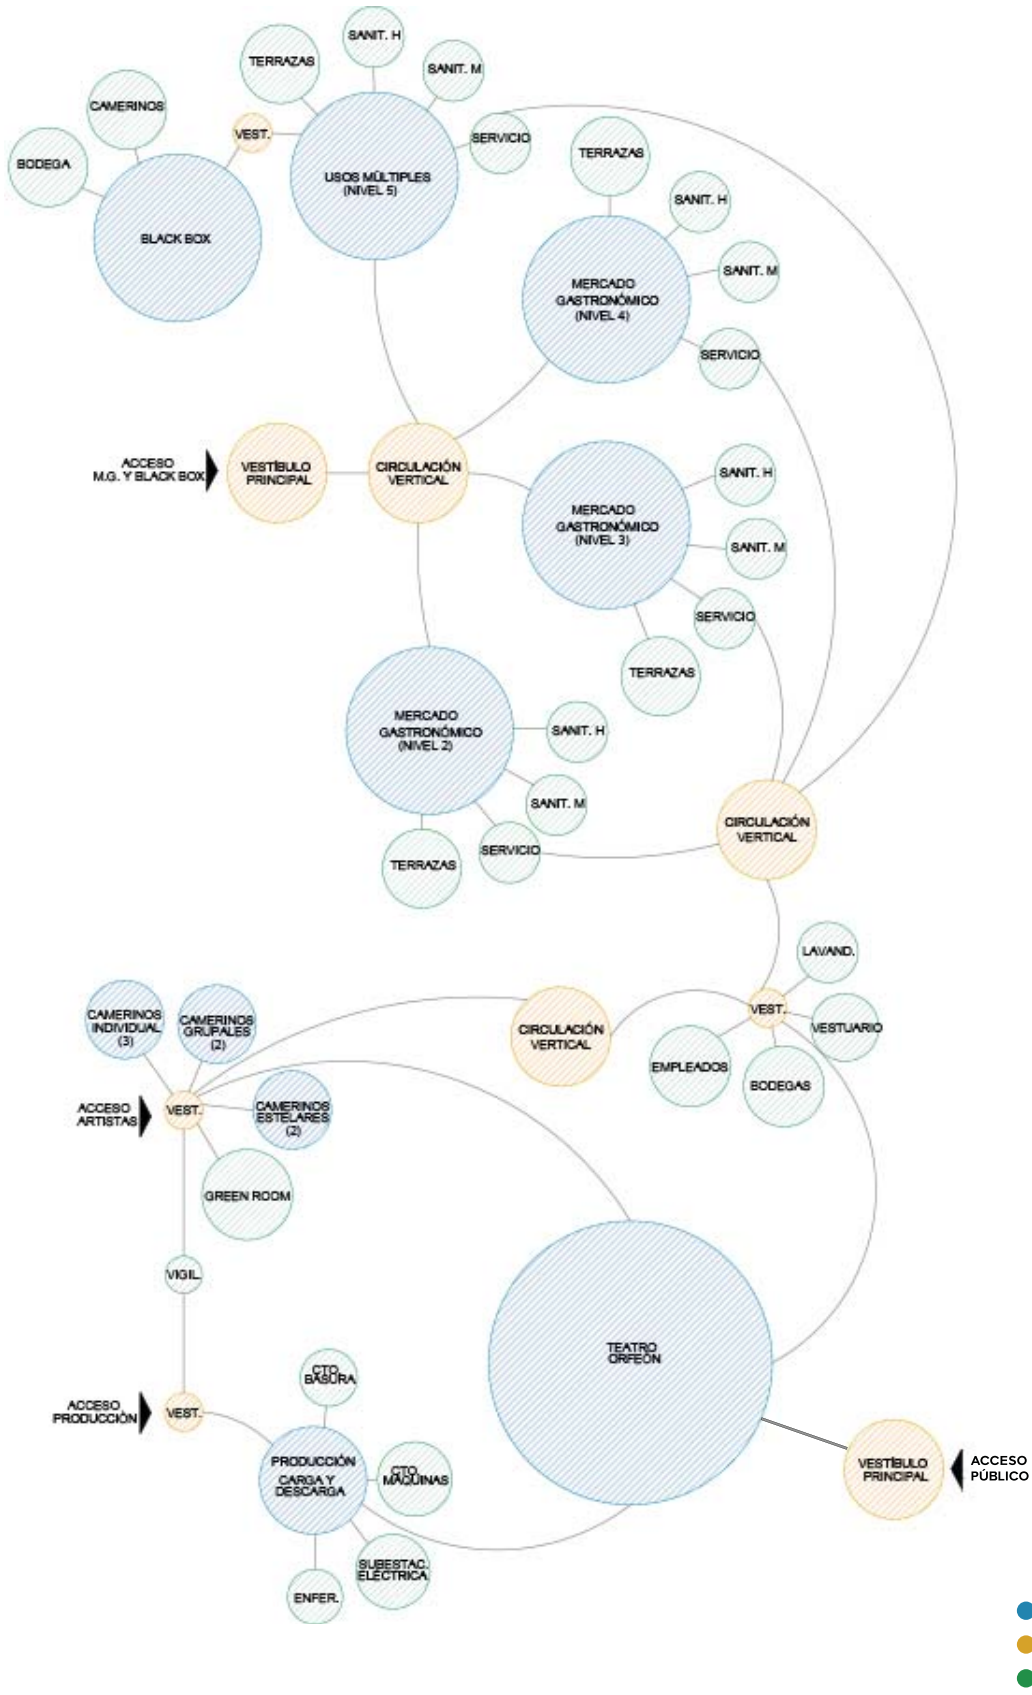 SANIT. H
TERRAZAS
SANIT. M
CAMERINOS
VEST.
SERVICIO
BODEGA
USOS MÚLTIPLES
(NIVEL 5)
TERRAZAS
BLACK BOX
SANIT. H
SANIT. M
MERCADO
GASTRONÓMICO
(NIVEL 4)
SERVICIO
ACCESO
M.G. Y BLACK BOX
VESTÍBULO
PRINCIPAL
CIRCULACIÓN
VERTICAL
SANIT. H
MERCADO
GASTRONÓMICO
(NIVEL 3)
SANIT. M
SERVICIO
TERRAZAS
MERCADO
GASTRONÓMICO
(NIVEL 2)
SANIT. H
SANIT. M
SERVICIO
TERRAZAS
CIRCULACIÓN
VERTICAL
LAVAND.
VEST.
VESTUARIO
EMPLEADOS
BODEGAS
CIRCULACIÓN
VERTICAL
CAMERINOS
INDIVIDUAL
(3)
CAMERINOS
GRUPALES
(2)
ACCESO
ARTISTAS
VEST.
CAMERINOS
ESTELARES
(2)
GREEN ROOM
VIGIL.
TEATRO
ORFEÓN
CTO.
BASURA
ACCESO
PRODUCCIÓN
VEST.
PRODUCCIÓN
CARGA Y
DESCARGA
CTO.
MÁQUINAS
VESTÍBULO
PRINCIPAL
ACCESO
PÚBLICO
SUBESTAC.
ELÉCTRICA
ENFER.